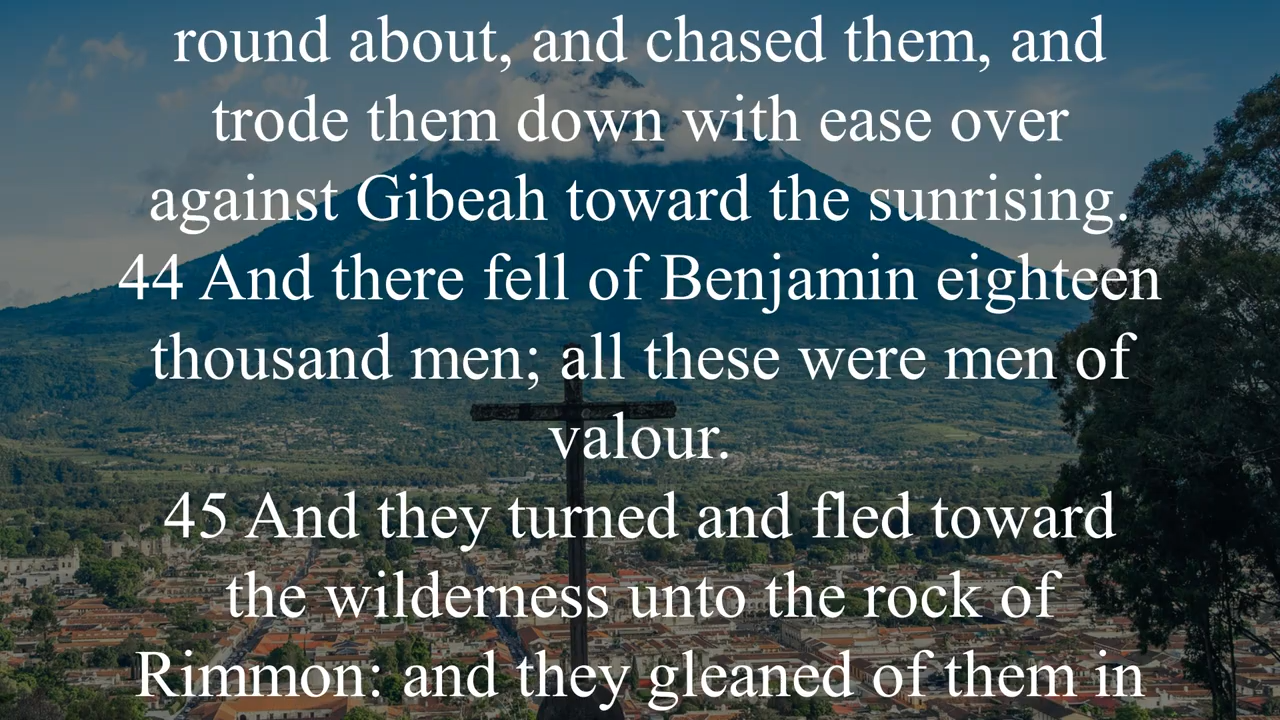 round about, and chased them, and
trode them down with ease over
against Gibeah toward the sunrising.
44 And there fell of Benjamin eighteen
thousand men; all these were men of
valour.
45 And they turned and fled toward
the wilderness unto the rock of
Rimmon: and they gleaned of them in